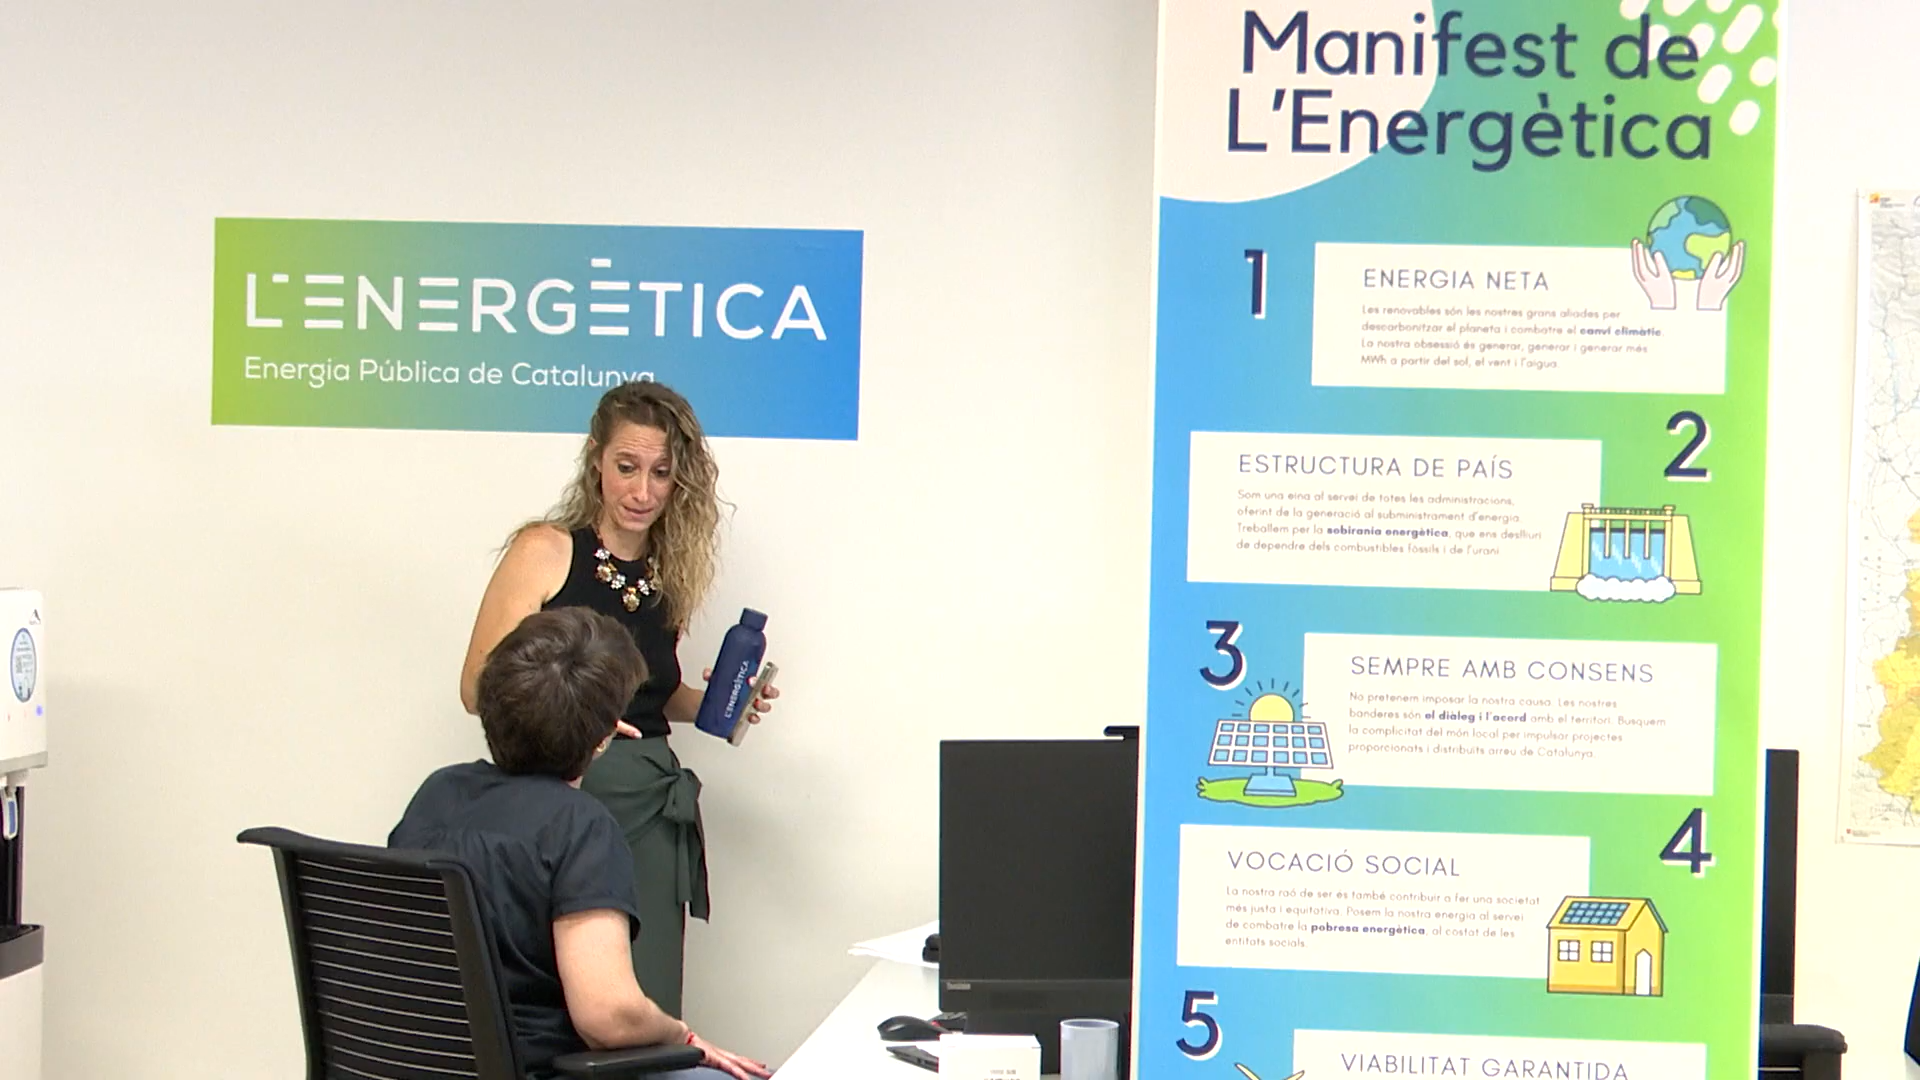 L'ENERGÈTICA
Energia Pública de Catalunya
L'ENERGÈTICA
Manifest de
L'Energètica
1
ENERGIA NETA
Les renovables són les nostres grans aliades per
descarbonitzar el planeta i combatre el canvi climàtic.
La nostra obsessió és generar, generar i generar més
MWh a partir del sol, el vent i l'aigua.
2
ESTRUCTURA DE PAÍS
Som una eina al servei de totes les administracions,
oferint de la generació al subministrament d'energia.
Treballem per la sobirania energètica, que ens deslliuri
de dependre dels combustibles fòssils i de l'urani.
3
SEMPRE AMB CONSENS
No pretenem imposar la nostra causa. Les nostres
banderes són el diàleg i l'acord amb el territori. Busquem
la complicitat del món local per impulsar projectes
proporcionats i distribuïts arreu de Catalunya.
4
VOCACIÓ SOCIAL
La nostra raó de ser és també contribuir a fer una societat
més justa i equitativa. Posem la nostra energia al servei
de combatre la pobresa energètica, al costat de les
entitats socials.
5
VIABILITAT GARANTIDA